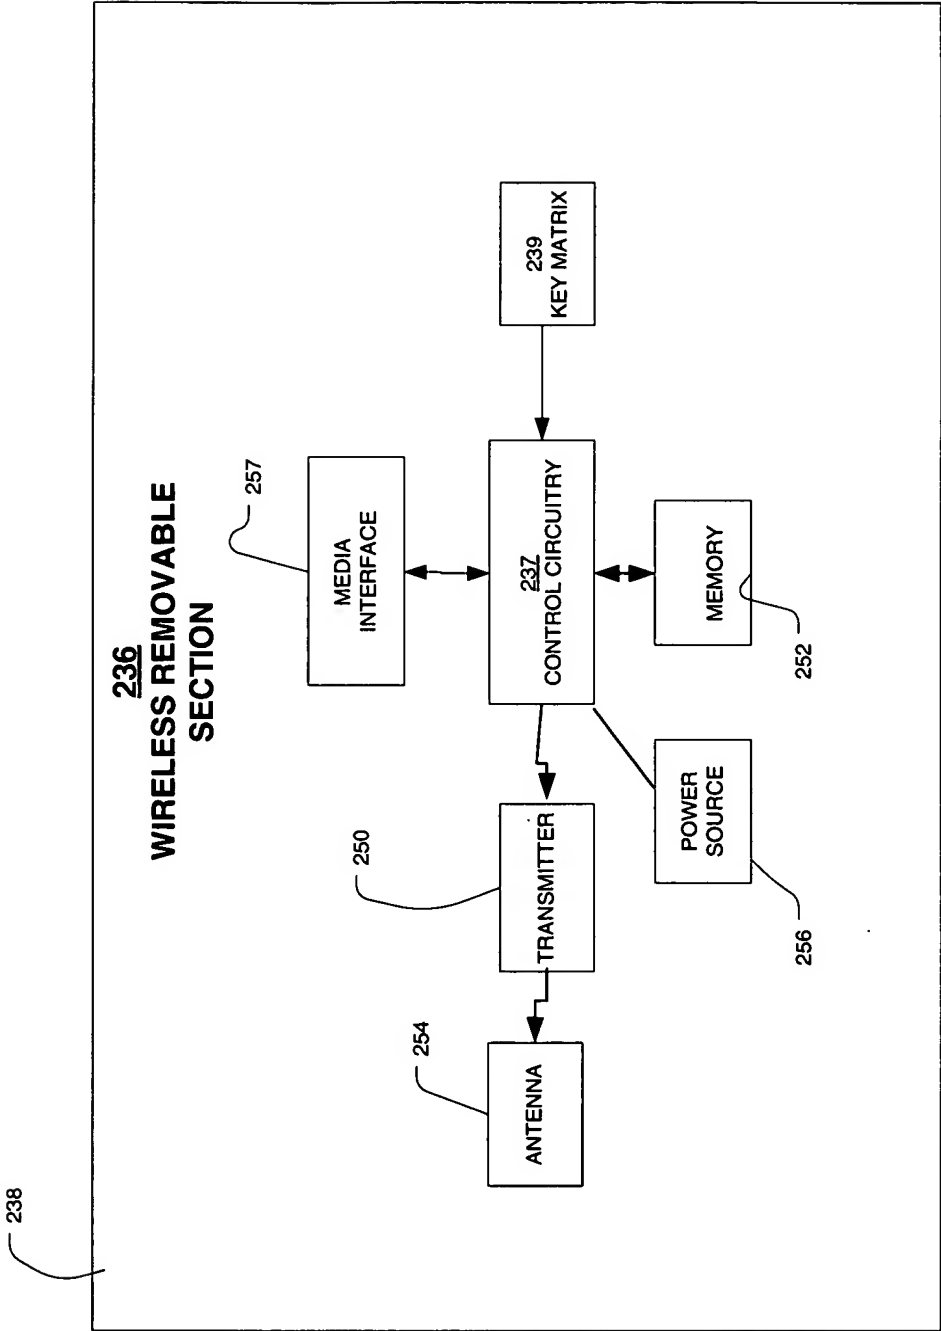 238
236
WIRELESS REMOVABLE
SECTION
257
MEDIA
INTERFACE
254
250
ANTENNA
TRANSMITTER
237
CONTROL CIRCUITRY
239
KEY MATRIX
256
POWER
SOURCE
252
MEMORY